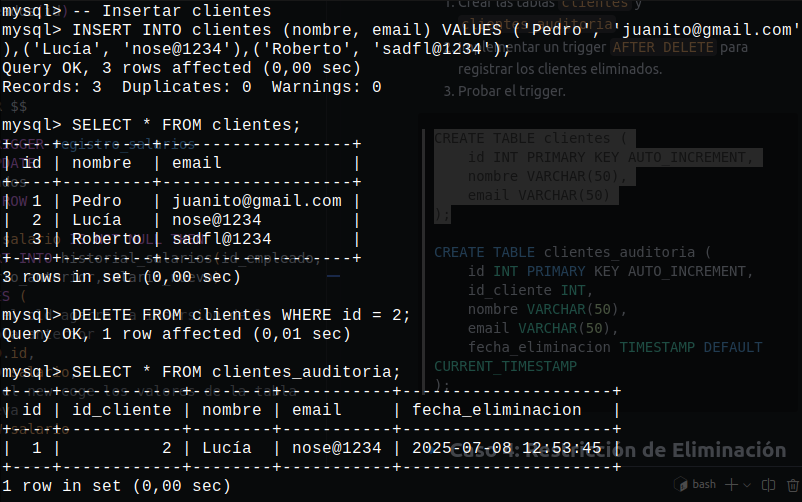 mysql> -- Insertar clientes
mysql> INSERT INTO clientes (nombre, email) VALUES ('Pedro', 'juanito@gmail.com'
),('Lucía', 'nose@1234'),('Roberto', 'sadfl@1234');
Query OK, 3 rows affected (0,00 sec)
Records: 3  Duplicates: 0  Warnings: 0

mysql> SELECT * FROM clientes;
+----+---------+-------------------+
| id | nombre  | email             |
+----+---------+-------------------+
|  1 | Pedro   | juanito@gmail.com |
|  2 | Lucía   | nose@1234         |
|  3 | Roberto | sadfl@1234        |
+----+---------+-------------------+
3 rows in set (0,00 sec)

mysql> DELETE FROM clientes WHERE id = 2;
Query OK, 1 row affected (0,01 sec)

mysql> SELECT * FROM clientes_auditoria;
+----+------------+--------+-----------+---------------------+
| id | id_cliente | nombre | email     | fecha_eliminacion   |
+----+------------+--------+-----------+---------------------+
|  1 |          2 | Lucía  | nose@1234 | 2025-07-08 12:53:45 |
+----+------------+--------+-----------+---------------------+
1 row in set (0,00 sec)
1. Crear las tablas clientes y
clientes_auditoria
Implementar un trigger AFTER DELETE para
registrar los clientes eliminados.
3. Probar el trigger.
CREATE TABLE clientes (
id INT PRIMARY KEY AUTO_INCREMENT,
nombre VARCHAR(50),
email VARCHAR(50)
);
CREATE TABLE clientes_auditoria (
id INT PRIMARY KEY AUTO_INCREMENT,
id_cliente INT,
nombre VARCHAR(50),
email VARCHAR(50),
fecha_eliminacion TIMESTAMP DEFAULT
CURRENT_TIMESTAMP
);
Caso 4: Restricción de Eliminación
bash